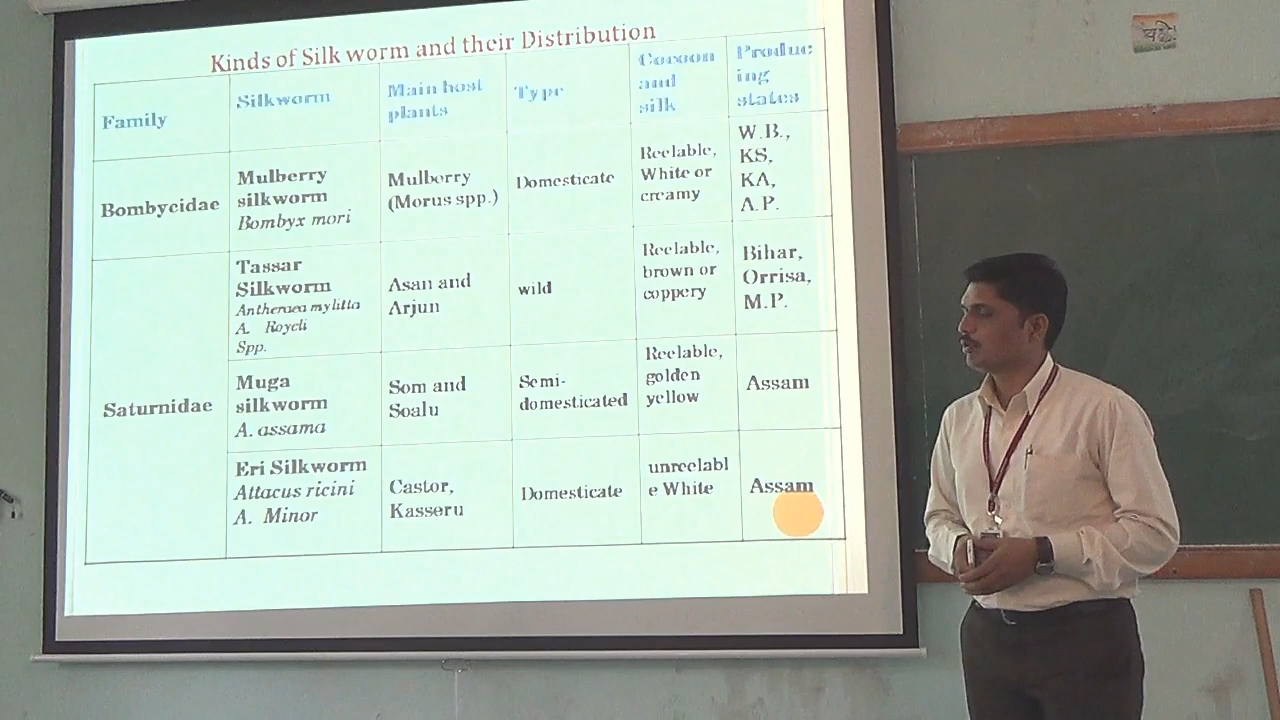 Kinds of Silk worm and their Distribution
Family
Silkworm
Main host
plants
Type
Cocoon
and
silk
Produc
ing
states
Bombycidae
Mulberry
silkworm
Bombyx mori
Mulberry
(Morus spp.)
Domesticate
Reelable,
White or
creamy
W.B.,
KS,
KA,
A.P.
Saturnidae
Tassar
Silkworm
Antheraea mylitta
A. Royeli
Spp.
Asan and
Arjun
wild
Reelable,
brown or
coppery
Bihar,
Orrisa,
M.P.
Muga
silkworm
A. assama
Som and
Soalu
Semi-
domesticated
Reelable,
golden
yellow
Assam
Eri Silkworm
Attacus ricini
A. Minor
Castor,
Kasseru
Domesticate
unreelabl
e White
Assam